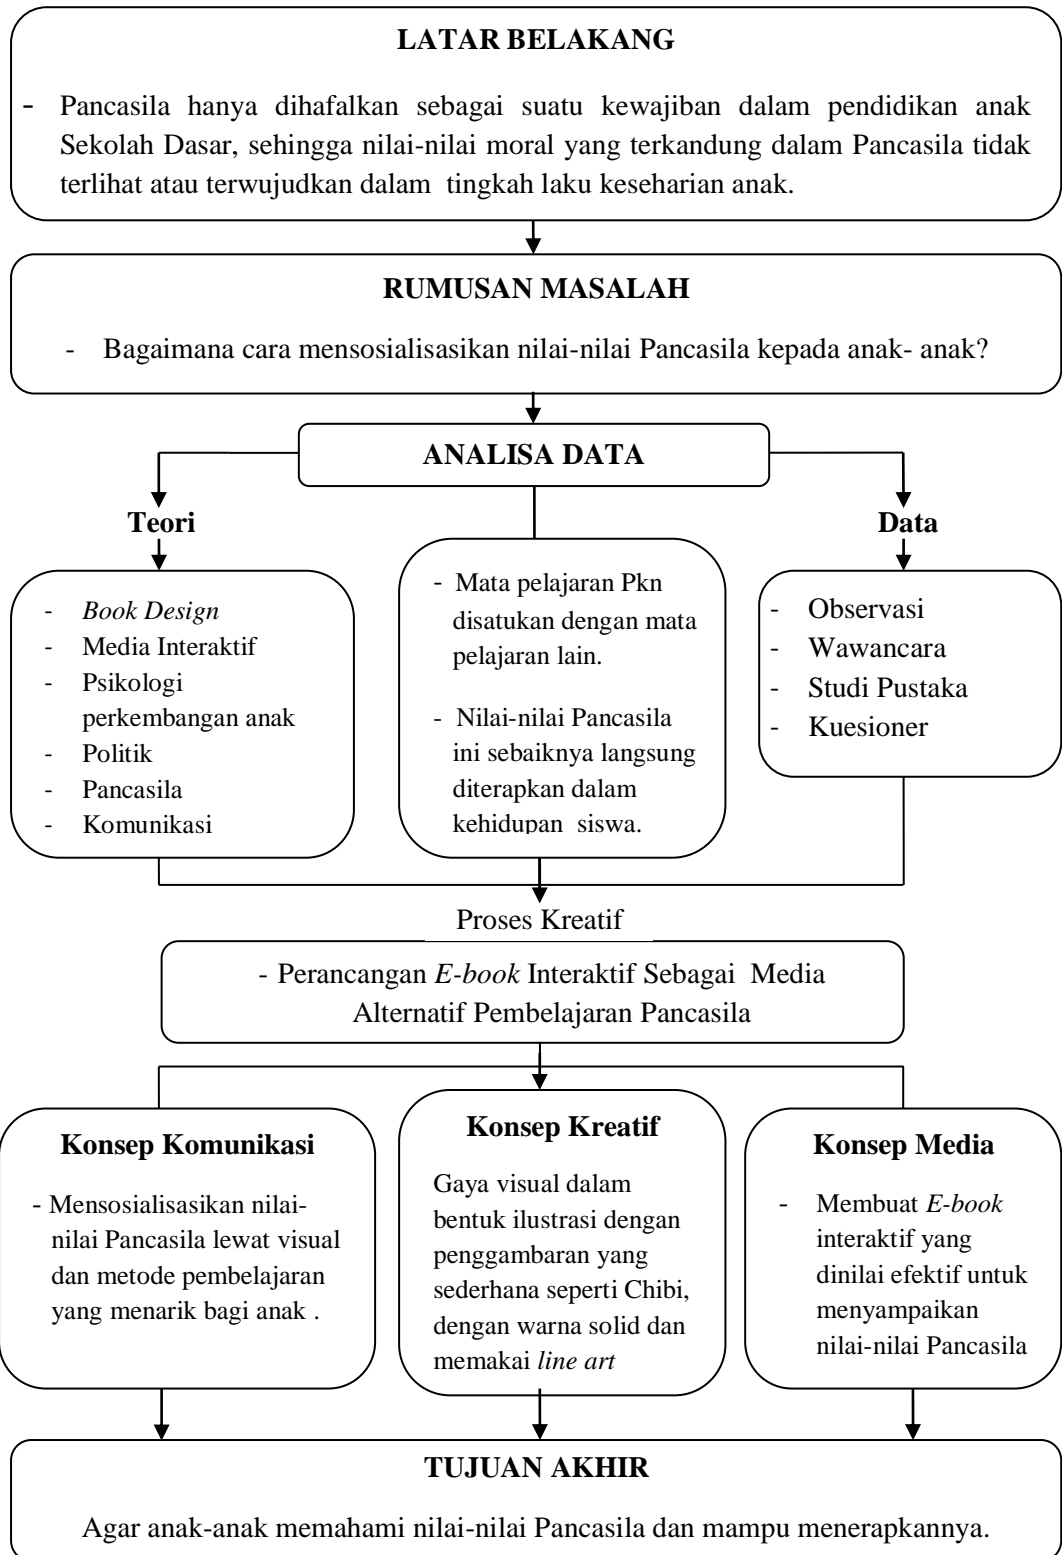 LATAR BELAKANG
- Pancasila hanya dihafalkan sebagai suatu kewajiban dalam pendidikan anak
Sekolah Dasar, sehingga nilai-nilai moral yang terkandung dalam Pancasila tidak
terlihat atau terwujudkan dalam tingkah laku keseharian anak.
RUMUSAN MASALAH
- Bagaimana cara mensosialisasikan nilai-nilai Pancasila kepada anak- anak?
ANALISA DATA
Teori
- Book Design
- Media Interaktif
- Psikologi
perkembangan anak
- Politik
- Pancasila
- Komunikasi
- Mata pelajaran Pkn
disatukan dengan mata
pelajaran lain.
- Nilai-nilai Pancasila
ini sebaiknya langsung
diterapkan dalam
kehidupan siswa.
Data
- Observasi
- Wawancara
- Studi Pustaka
- Kuesioner
Proses Kreatif
- Perancangan E-book Interaktif Sebagai Media
Alternatif Pembelajaran Pancasila
Konsep Komunikasi
- Mensosialisasikan nilai-
nilai Pancasila lewat visual
dan metode pembelajaran
yang menarik bagi anak .
Konsep Kreatif
Gaya visual dalam
bentuk ilustrasi dengan
penggambaran yang
sederhana seperti Chibi,
dengan warna solid dan
memakai line art
Konsep Media
- Membuat E-book
interaktif yang
dinilai efektif untuk
menyampaikan
nilai-nilai Pancasila
TUJUAN AKHIR
Agar anak-anak memahami nilai-nilai Pancasila dan mampu menerapkannya.